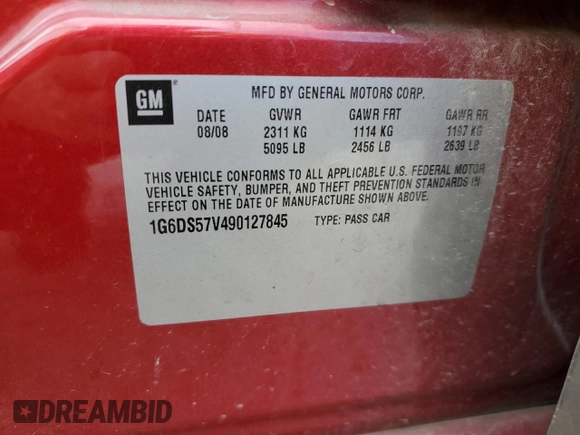 GM
MFD BY GENERAL MOTORS CORP.
DATE GVWR GAWR FRT GAWR RR
08/08 2311 KG 1114 KG 1197 KG
5095 LB 2456 LB 2639 LB
THIS VEHICLE CONFORMS TO ALL APPLICABLE U.S. FEDERAL MOTOR
VEHICLE SAFETY, BUMPER, AND THEFT PREVENTION STANDARDS IN
EFFECT ON THE DATE OF MANUFACTURE SHOWN ABOVE.
1G6DS57V490127845 TYPE: PASS CAR
DREAMBID